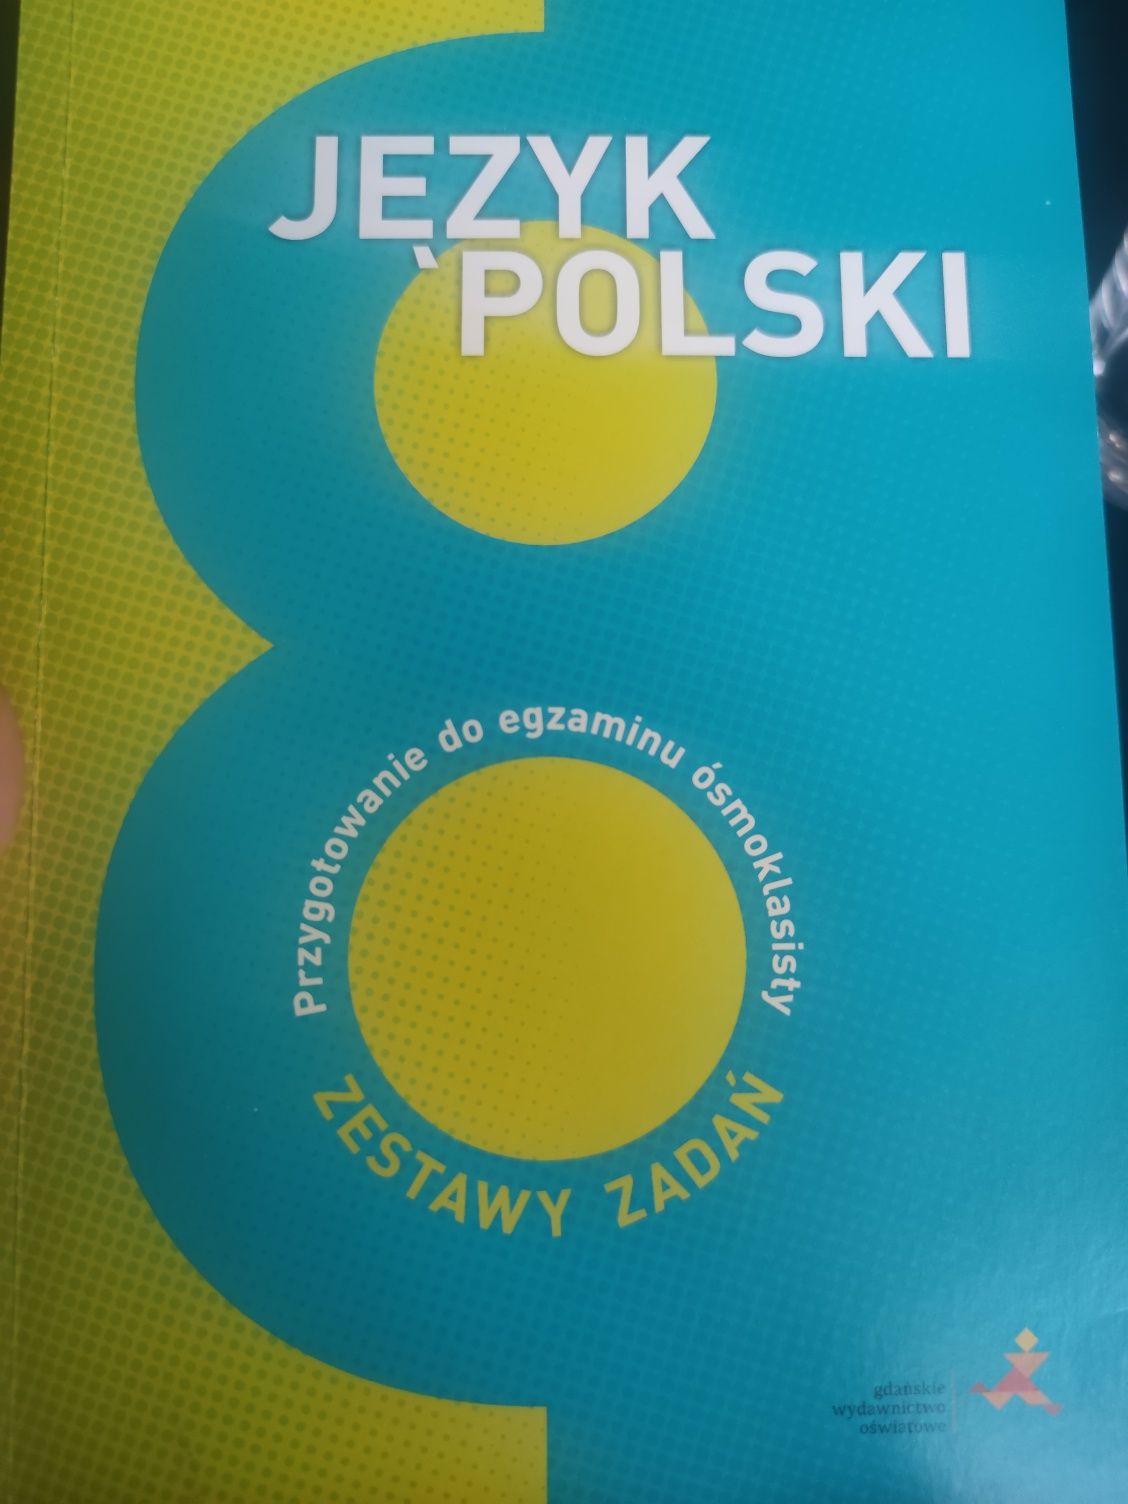 JĘZYK
POLSKI
Przygotowanie do egzaminu ósmoklasisty
ZESTAWY ZADAŃ
gdańskie
wydawnictwo
oświatowe